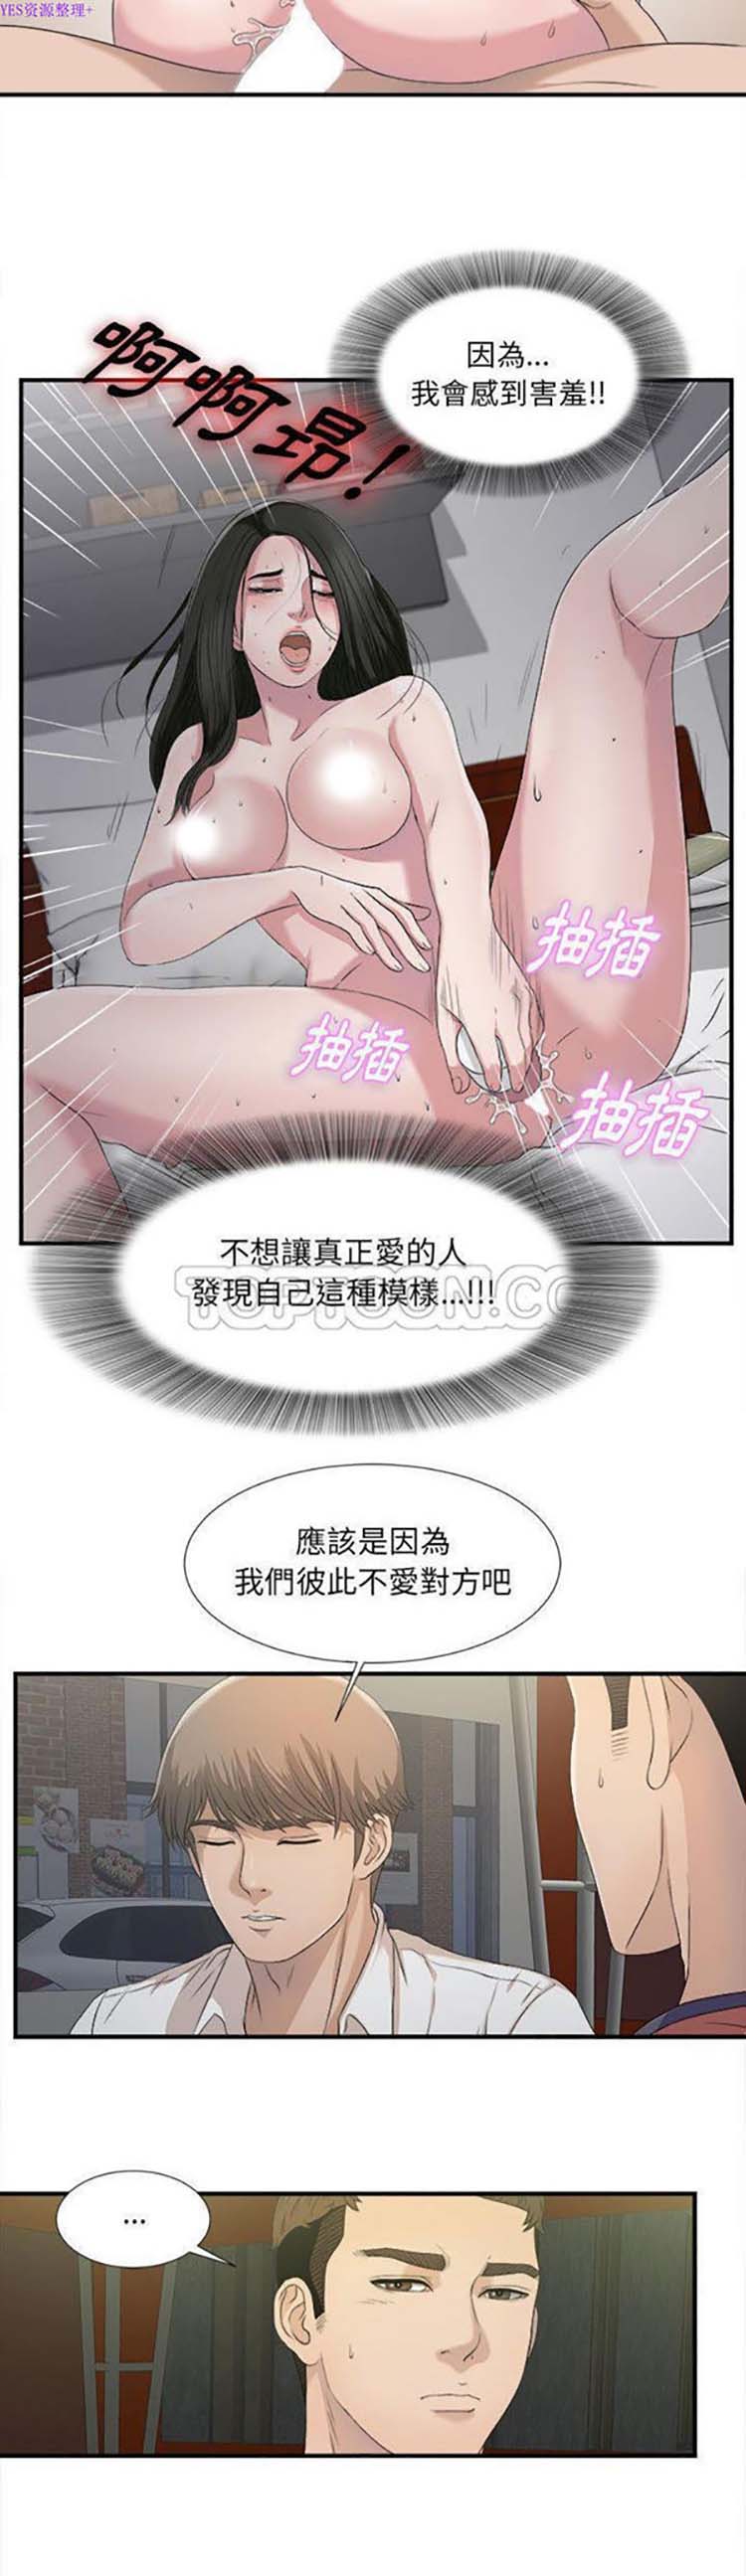 YES资源整理+
因為...
我會感到害羞!!
啊啊昂!
抽插
抽插
抽插
不想讓真正愛的人
發現自己這種模樣...!!!
TOPTOON.CO
應該是因為
我們彼此不愛對方吧
...